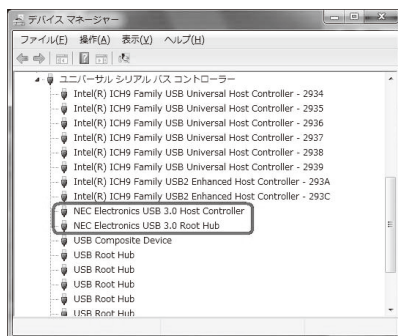 デバイス マネージャー
ファイル(F) 操作(A) 表示(V) ヘルプ(H)
ユニバーサル シリアル バス コントローラー
Intel(R) ICH9 Family USB Universal Host Controller - 2934
Intel(R) ICH9 Family USB Universal Host Controller - 2935
Intel(R) ICH9 Family USB Universal Host Controller - 2936
Intel(R) ICH9 Family USB Universal Host Controller - 2937
Intel(R) ICH9 Family USB Universal Host Controller - 2938
Intel(R) ICH9 Family USB Universal Host Controller - 2939
Intel(R) ICH9 Family USB2 Enhanced Host Controller - 293A
Intel(R) ICH9 Family USB2 Enhanced Host Controller - 293C
NEC Electronics USB 3.0 Host Controller
NEC Electronics USB 3.0 Root Hub
USB Composite Device
USB Root Hub
USB Root Hub
USB Root Hub
USB Root Hub
USB Root Hub